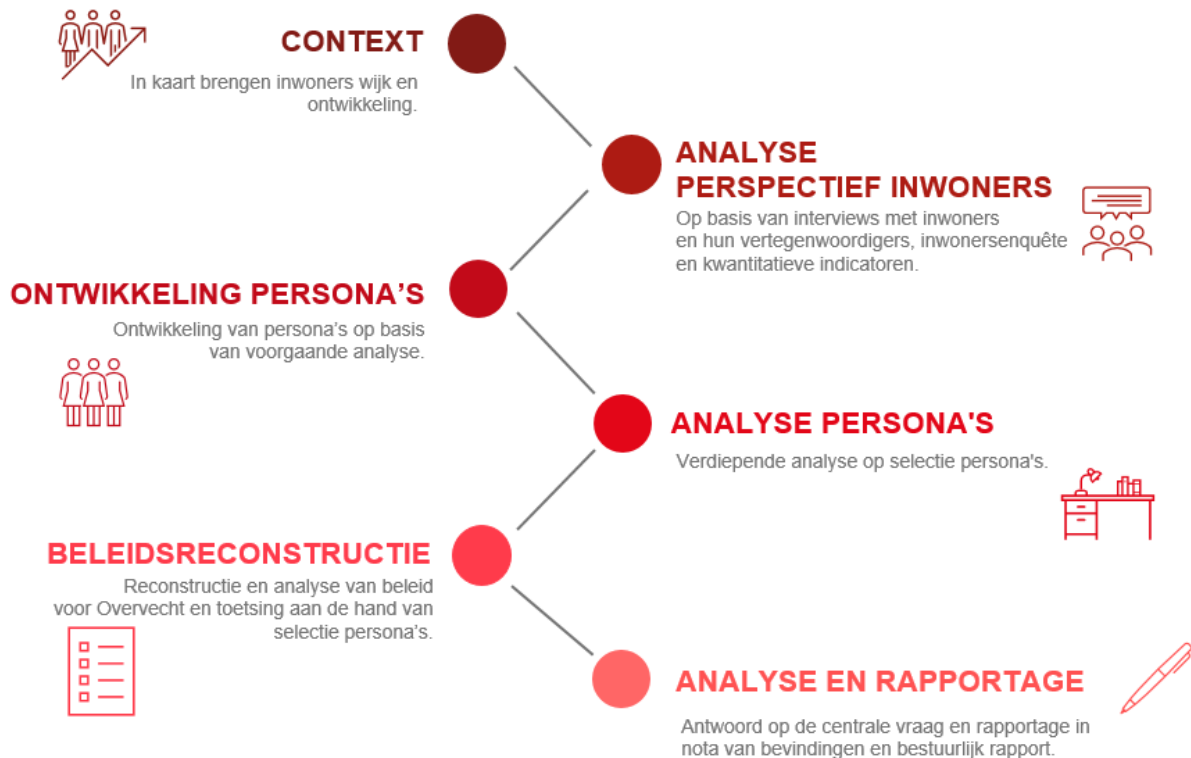 CONTEXT
In kaart brengen inwoners wijk en
ontwikkeling.
ANALYSE
PERSPECTIEF INWONERS
Op basis van interviews met inwoners
en hun vertegenwoordigers, inwonersenquête
en kwantitatieve indicatoren.
ONTWIKKELING PERSONA’S
Ontwikkeling van persona’s op basis
van voorgaande analyse.
ANALYSE PERSONA'S
Verdiepende analyse op selectie persona's.
BELEIDSRECONSTRUCTIE
Reconstructie en analyse van beleid
voor Overvecht en toetsing aan de hand van
selectie persona’s.
ANALYSE EN RAPPORTAGE
Antwoord op de centrale vraag en rapportage in
nota van bevindingen en bestuurlijk rapport.